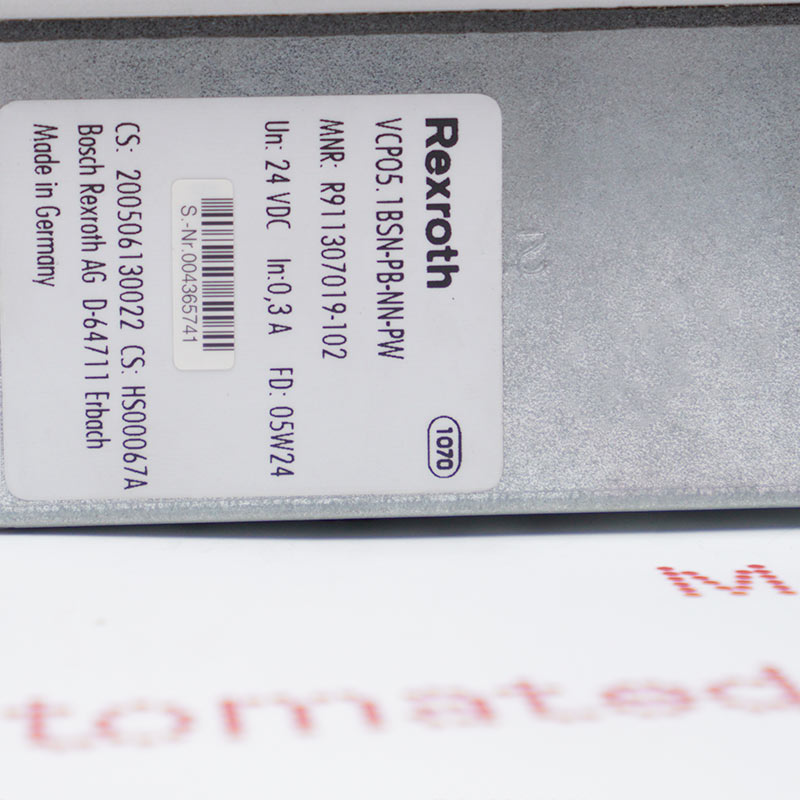 Rexroth
1070
VCP05.1BSN-PB-NN-PW
MNR: R911307019-102
Un: 24 VDC In:0,3 A FD: 05W24
S.-Nr.004365741
CS: 200506130022 CS: HS00067A
Bosch Rexroth AG D-64711 Erbach
Made in Germany
2
M
tomated